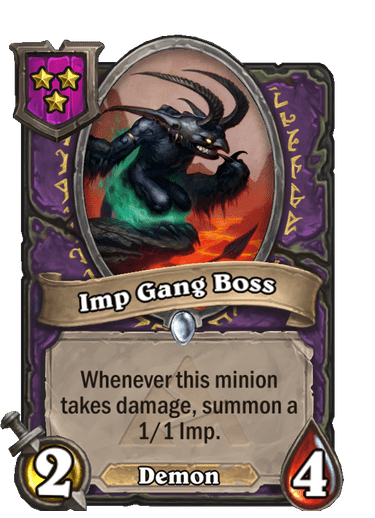 Imp Gang Boss
Whenever this minion
takes damage, summon a
1/1 Imp.
2
Demon
4